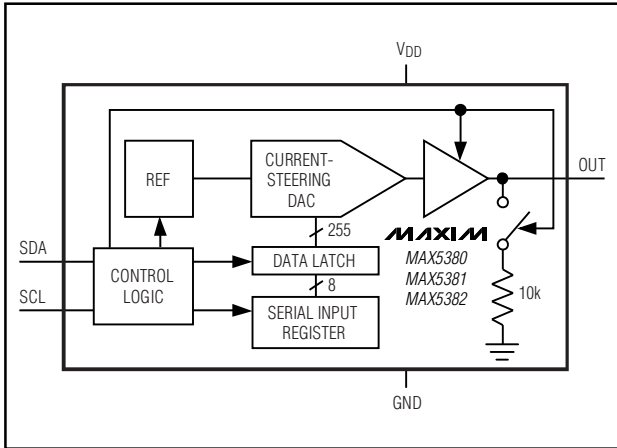 VDD
REF
CURRENT-
STEERING
DAC
OUT
255
MAXIM
MAX5380
MAX5381
MAX5382
SDA
SCL
CONTROL
LOGIC
DATA LATCH
8
SERIAL INPUT
REGISTER
10k
GND